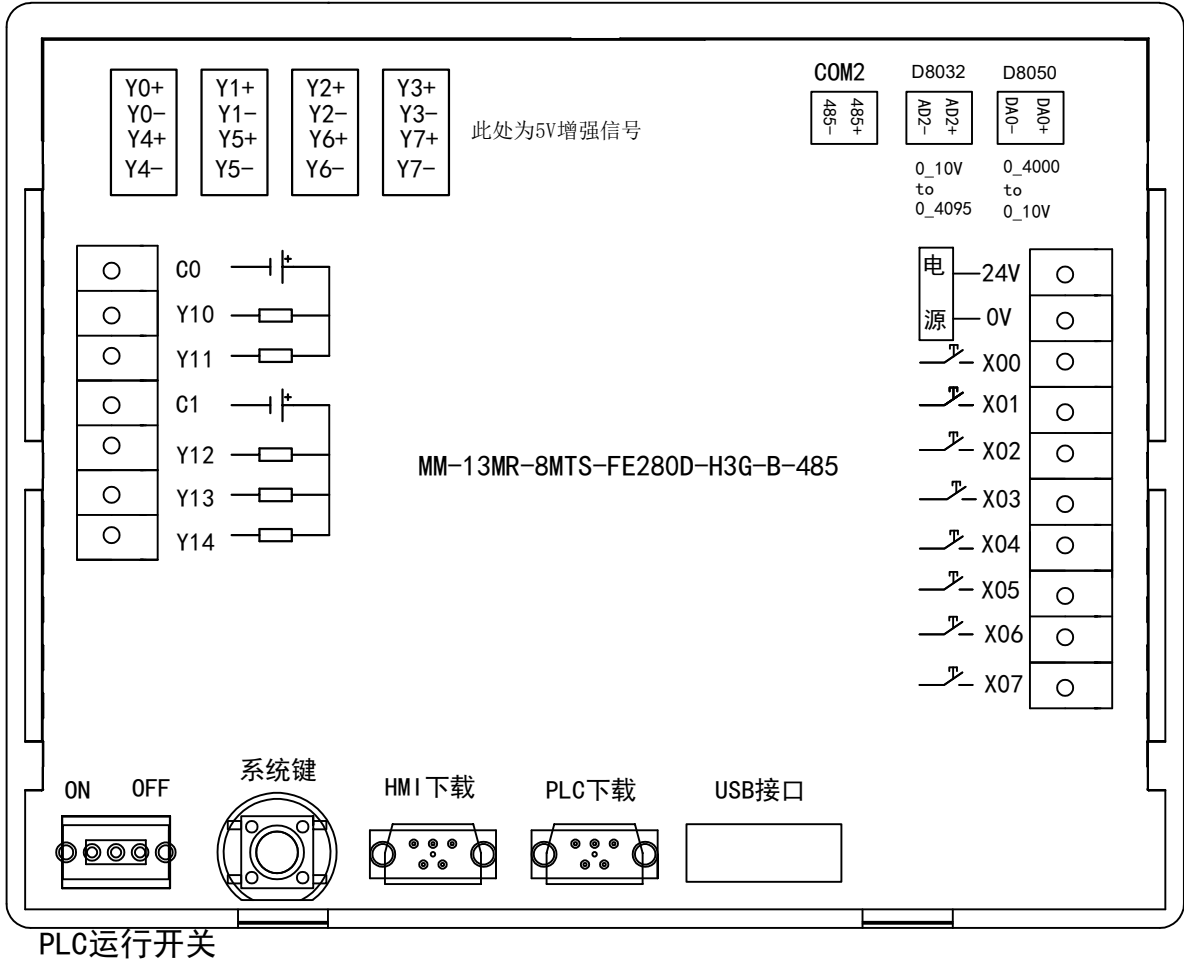 Y0+
Y0-
Y4+
Y4-
Y1+
Y1-
Y5+
Y5-
Y2+
Y2-
Y6+
Y6-
Y3+
Y3-
Y7+
Y7-
此处为5V增强信号
COM2
485-
485+
D8032
AD2-
AD2+
0_10V
to
0_4095
D8050
DA0-
DA0+
0_4000
to
0_10V
C0
+
Y10
Y11
C1
+
Y12
Y13
Y14
MM-13MR-8MTS-FE280D-H3G-B-485
电
源
24V
0V
X00
X01
X02
X03
X04
X05
X06
X07
ON OFF
系统键
HMI下载
PLC下载
USB接口
PLC运行开关